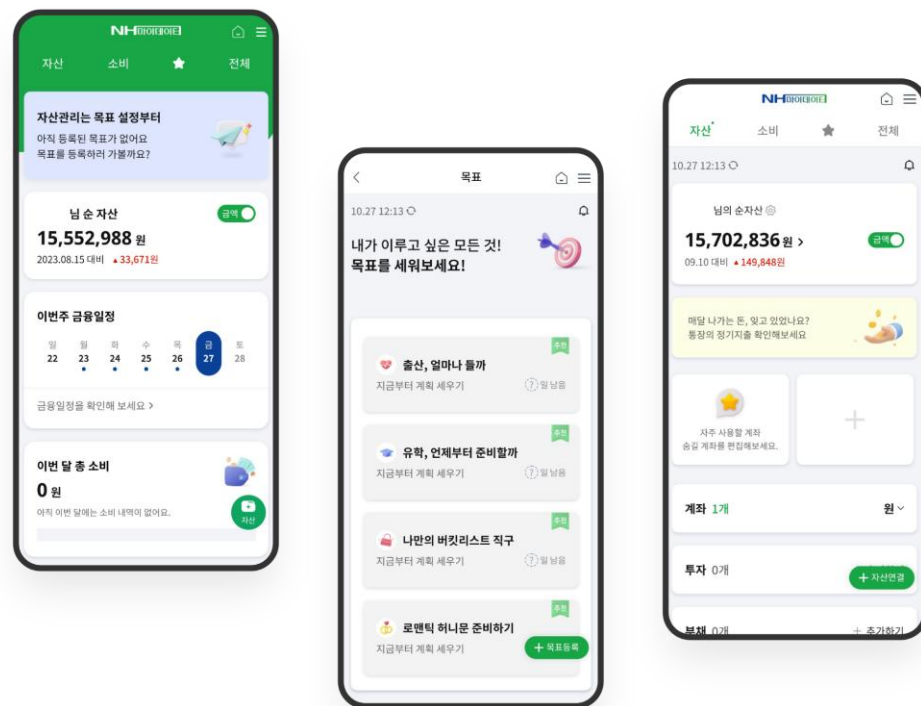 NH마이데이터
자산 소비 전체
자산관리는 목표 설정부터
아직 등록된 목표가 없어요
목표를 등록하러 가볼까요?
님 순 자산 금액
15,552,988 원
2023.08.15 대비 ▲33,671원
이번주 금융일정
일 월 화 수 목 금 토
22 23 24 25 26 27 28
금융일정을 확인해 보세요 >
이번 달 총 소비
0 원
아직 이번 달에는 소비 내역이 없어요.
자산
목표
10.27 12:13
내가 이루고 싶은 모든 것!
목표를 세워보세요!
추천
출산, 얼마나 들까
지금부터 계획 세우기 ?일 남음
추천
유학, 언제부터 준비할까
지금부터 계획 세우기 ?일 남음
추천
나만의 버킷리스트 직구
지금부터 계획 세우기 ?일 남음
추천
로맨틱 허니문 준비하기
지금부터 계획 세우기
+ 목표등록
NH마이데이터
자산 소비 전체
10.27 12:13
님의 순자산
15,702,836 원 > 금액
09.10 대비 ▲149,848원
매달 나가는 돈, 잊고 있었나요?
통장의 정기지출 확인해보세요
자주 사용할 계좌
숨길 계좌를 편집해보세요.
계좌 1개 원
투자 0개
+ 자산연결
부채 0개 + 추가하기